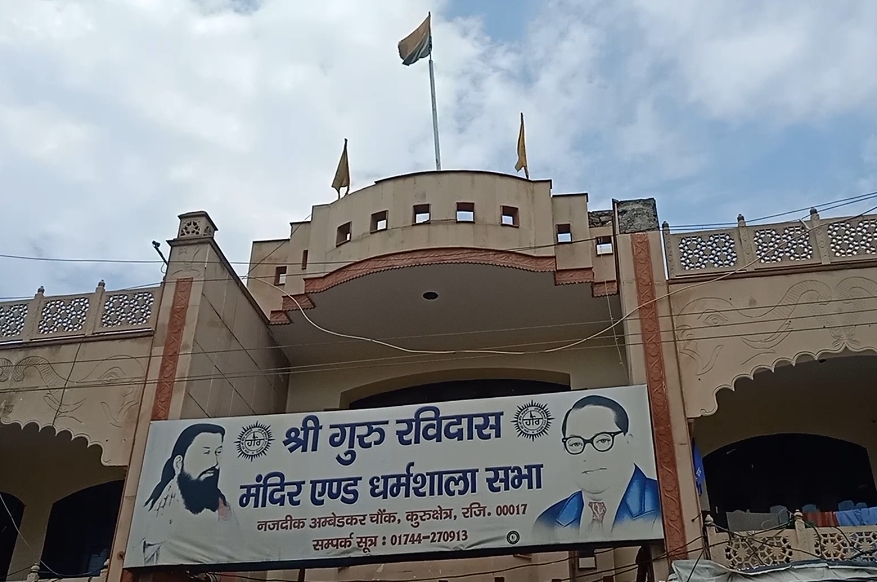 श्री गुरु रविदास
मंदिर एण्ड धर्मशाला सभा
नजदीक अम्बेडकर चौंक, कुरुक्षेत्र, रजि. 00017
सम्पर्क सूत्र : 01744-270913